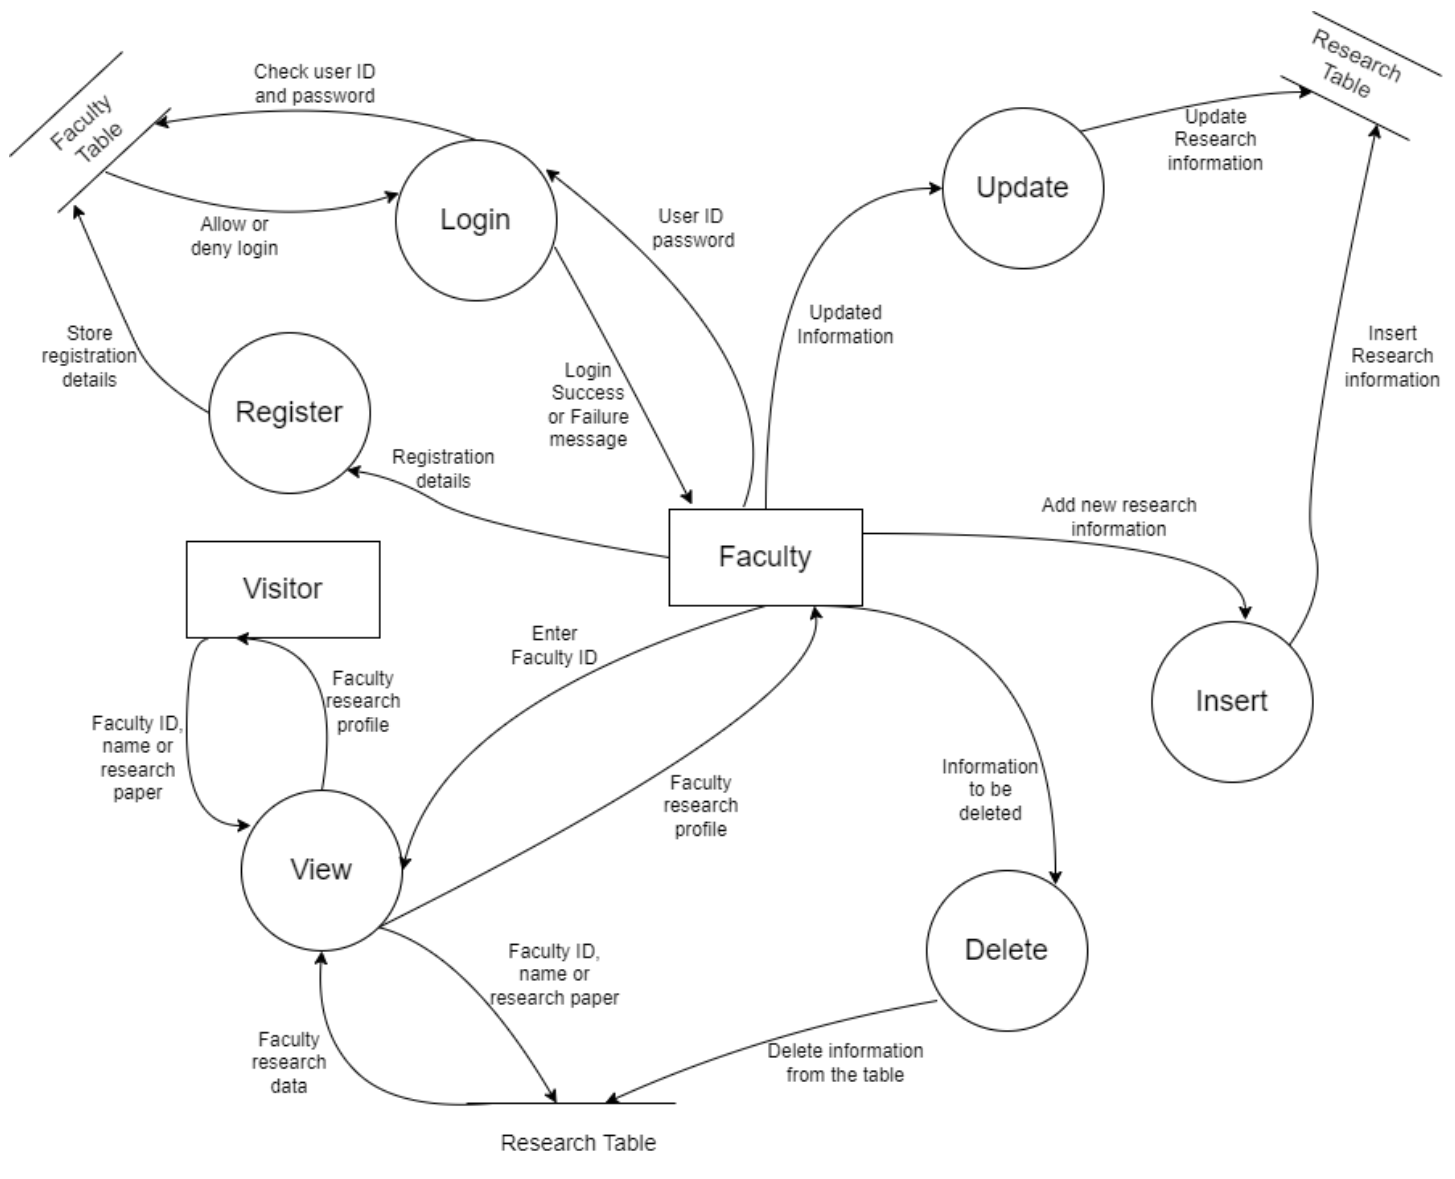 Research
Table
Check user ID
and password
Faculty
Table
Update
Research
information
Update
Login
User ID
password
Allow or
deny login
Updated
Information
Store
registration
details
Insert
Research
information
Login
Success
or Failure
message
Register
Registration
details
Add new research
information
Faculty
Visitor
Enter
Faculty ID
Faculty
research
profile
Insert
Faculty ID,
name or
research
paper
Information
to be
deleted
Faculty
research
profile
View
Delete
Faculty ID,
name or
research paper
Faculty
research
data
Delete information
from the table
Research Table